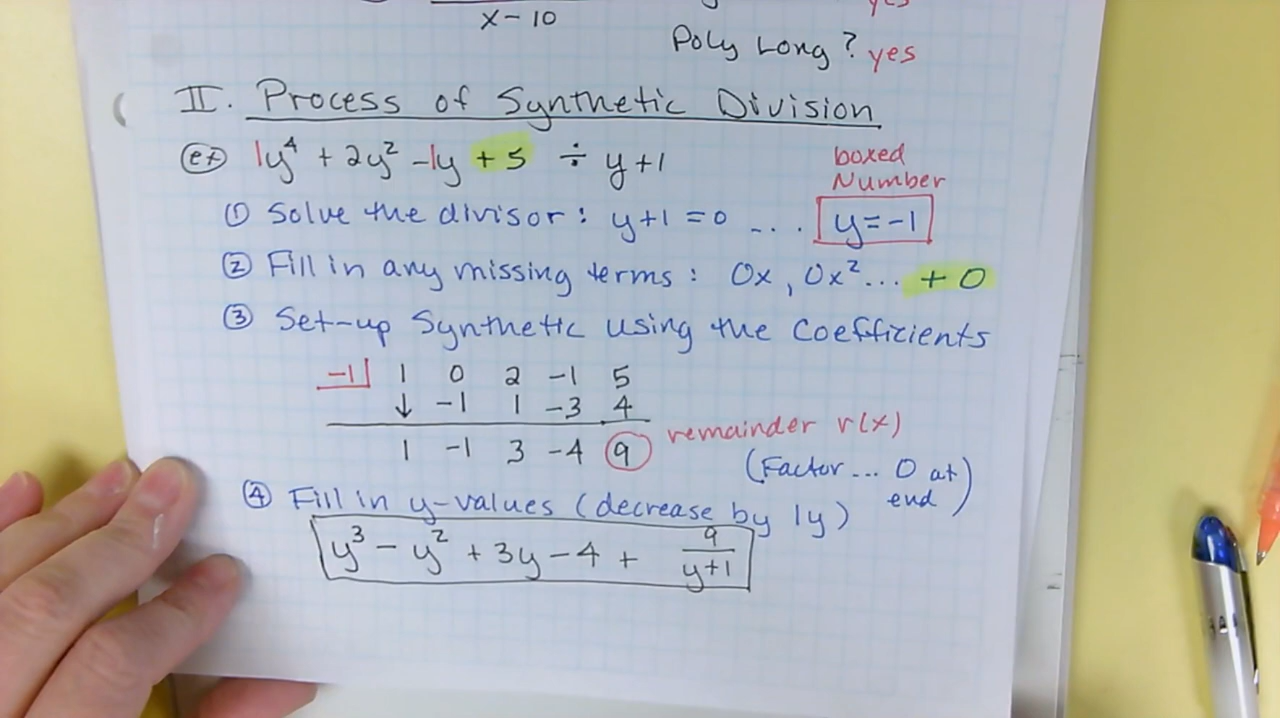 yes
x-10
Poly Long? yes
II. Process of Synthetic Division
ex 1y⁴ + 2y² -1y +5 ÷ y+1
boxed
Number
① Solve the divisor: y+1=0 ... y=-1
② Fill in any missing terms: 0x, 0x²... +0
③ Set-up Synthetic using the Coefficients
-1| 1 0 2 -1 5
↓ -1 1 -3 4
1 -1 3 -4 9 remainder r(x)
(Factor... 0 at
end)
④ Fill in y-values (decrease by 1y)
y³ - y² + 3y - 4 + 9/y+1